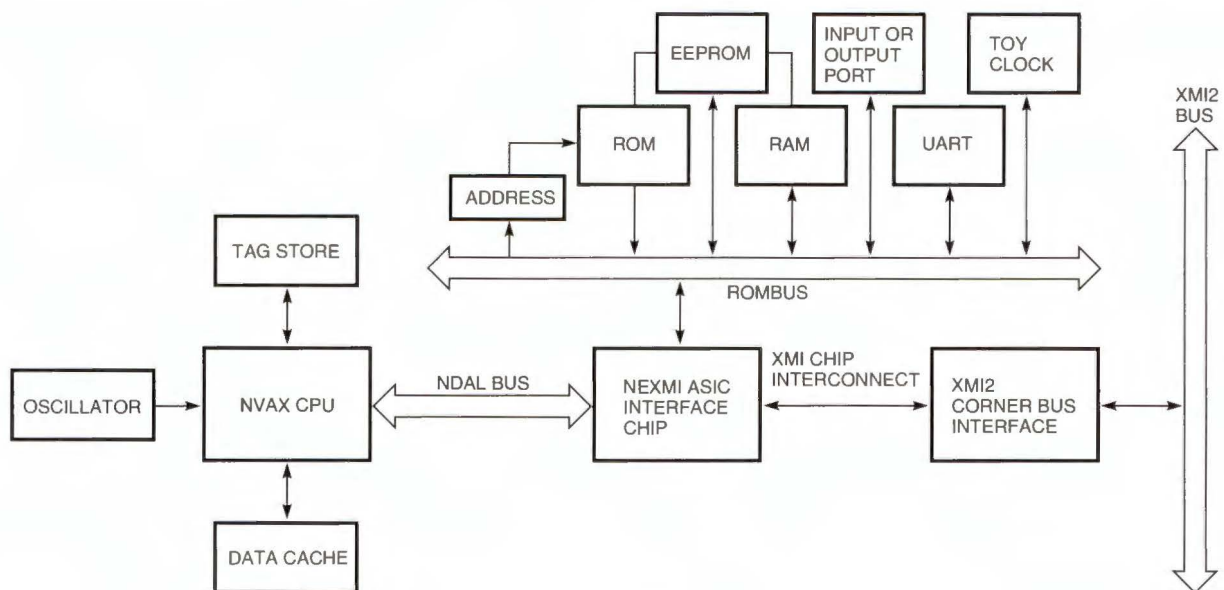 EEPROM
INPUT OR
OUTPUT
PORT
TOY
CLOCK
XMI2
BUS
ROM
RAM
UART
ADDRESS
TAG STORE
ROMBUS
OSCILLATOR
NVAX CPU
NDAL BUS
NEXMI ASIC
INTERFACE
CHIP
XMI CHIP
INTERCONNECT
XMI2
CORNER BUS
INTERFACE
DATA CACHE